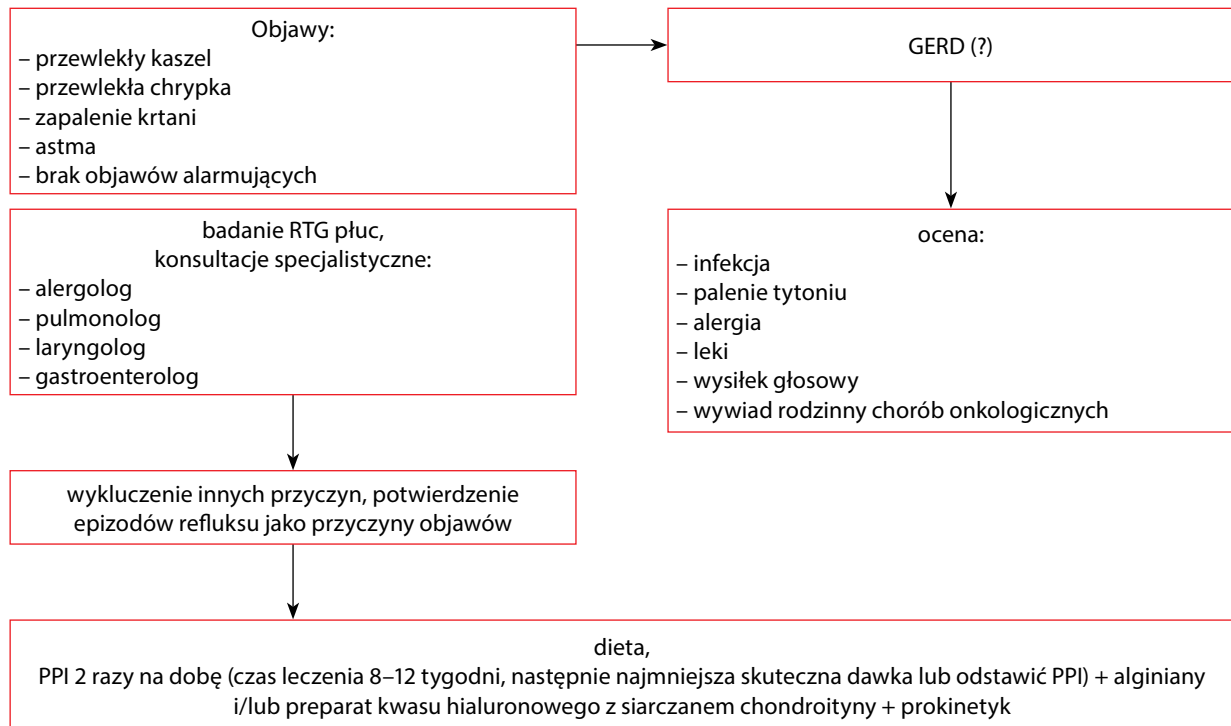 Objawy:
– przewlekły kaszel
– przewlekła chrypka
– zapalenie krtani
– astma
– brak objawów alarmujących
GERD (?)
badanie RTG płuc,
konsultacje specjalistyczne:
– alergolog
– pulmonolog
– laryngolog
– gastroenterolog
ocena:
– infekcja
– palenie tytoniu
– alergia
– leki
– wysiłek głosowy
– wywiad rodzinny chorób onkologicznych
wykluczenie innych przyczyn, potwierdzenie
epizodów refluksu jako przyczyny objawów
dieta,
PPI 2 razy na dobę (czas leczenia 8–12 tygodni, następnie najmniejsza skuteczna dawka lub odstawić PPI) + alginiany
i/lub preparat kwasu hialuronowego z siarczanem chondroityny + prokinetyk